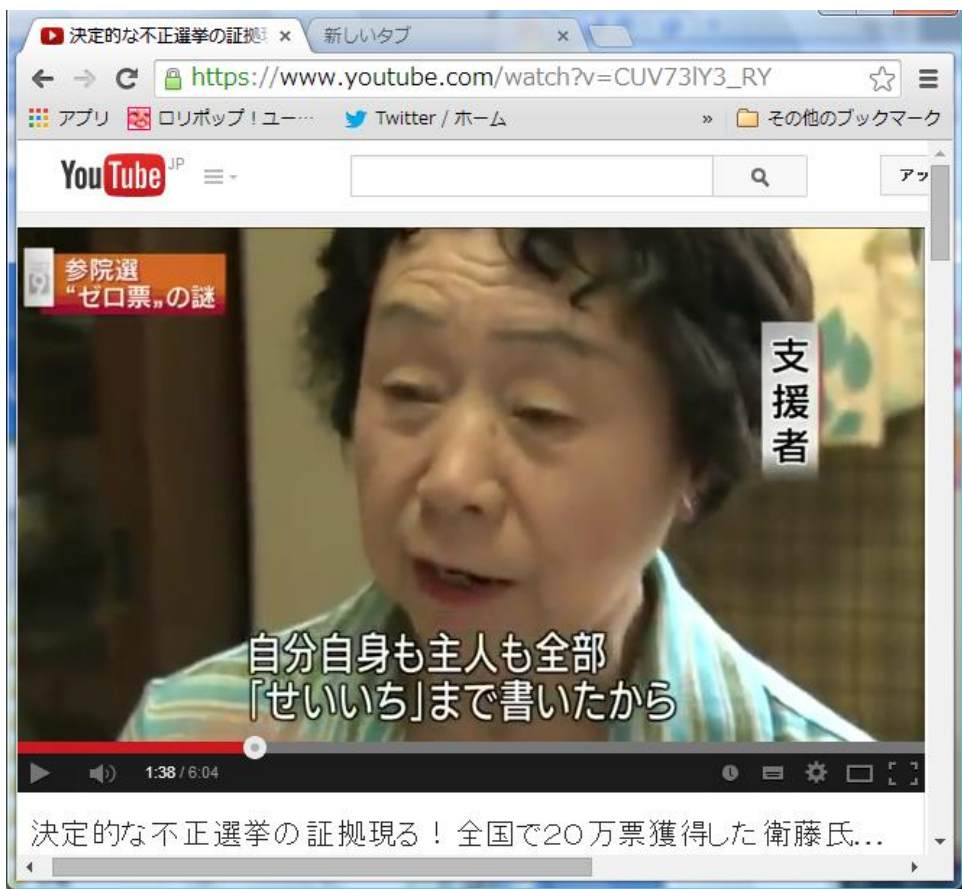 決定的な不正選挙の証拠
新しいタブ
https://www.youtube.com/watch?v=CUV73lY3_RY
アプリ ロリポップ！ユー… Twitter / ホーム » その他のブックマーク
YouTube JP アッ
参院選
“ゼロ票„の謎
支援者
自分自身も主人も全部
「せいいち」まで書いたから
1:38 / 6:04
決定的な不正選挙の証拠現る！全国で20万票獲得した衛藤氏...